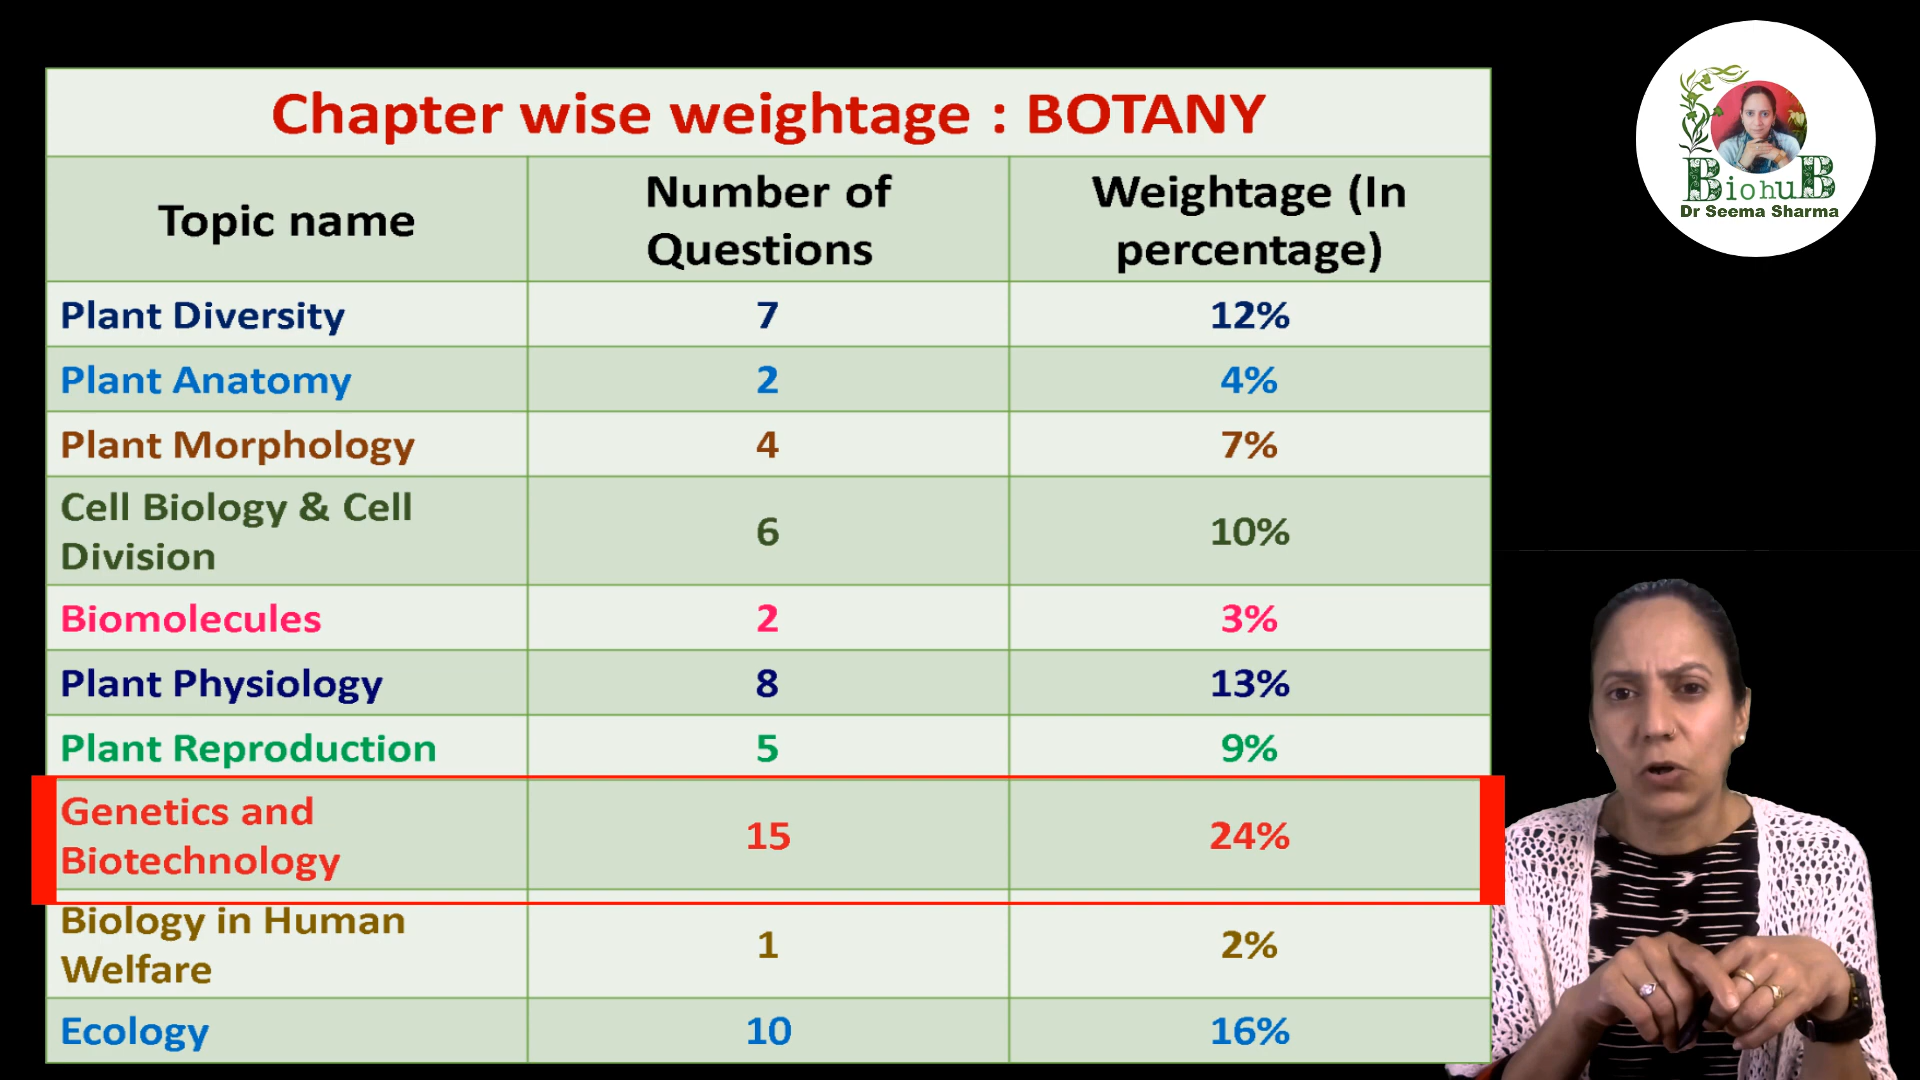 Chapter wise weightage : BOTANY
Topic name
Number of
Questions
Weightage (In
percentage)
Plant Diversity
7
12%
Plant Anatomy
2
4%
Plant Morphology
4
7%
Cell Biology & Cell
Division
6
10%
Biomolecules
2
3%
Plant Physiology
8
13%
Plant Reproduction
5
9%
Genetics and
Biotechnology
15
24%
Biology in Human
Welfare
1
2%
Ecology
10
16%
BiohuB
Dr Seema Sharma